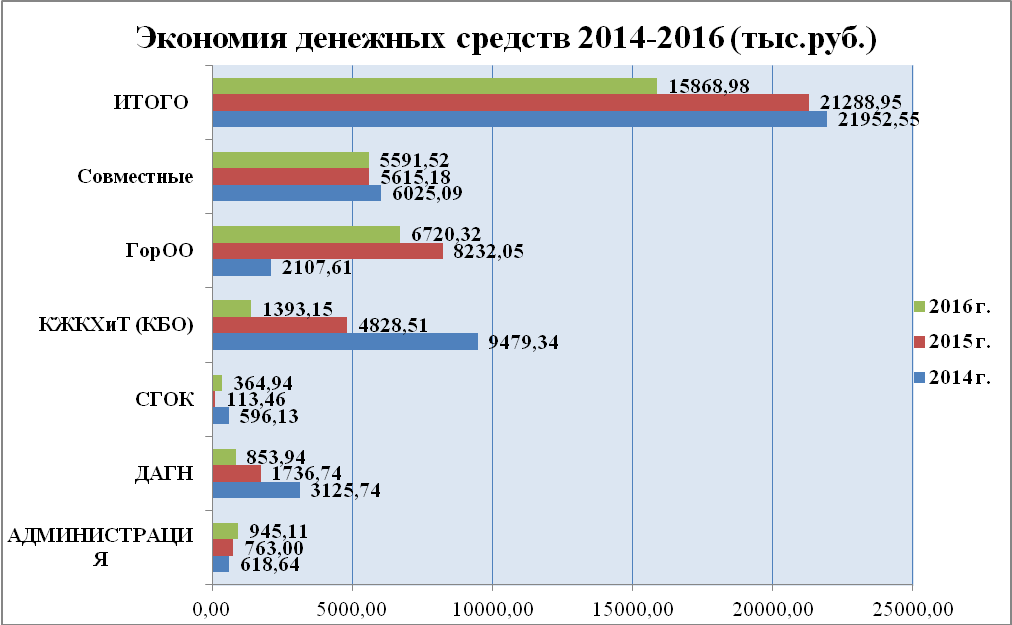 Экономия денежных средств 2014-2016 (тыс.руб.)
ИТОГО
15868,98
21288,95
21952,55
Совместные
5591,52
5615,18
6025,09
ГорОО
6720,32
8232,05
2107,61
КЖКХиТ (КБО)
1393,15
4828,51
9479,34
СГОК
364,94
113,46
596,13
ДАГН
853,94
1736,74
3125,74
АДМИНИСТРАЦИ
Я
945,11
763,00
618,64
2016 г.
2015 г.
2014 г.
0,00 5000,00 10000,00 15000,00 20000,00 25000,00